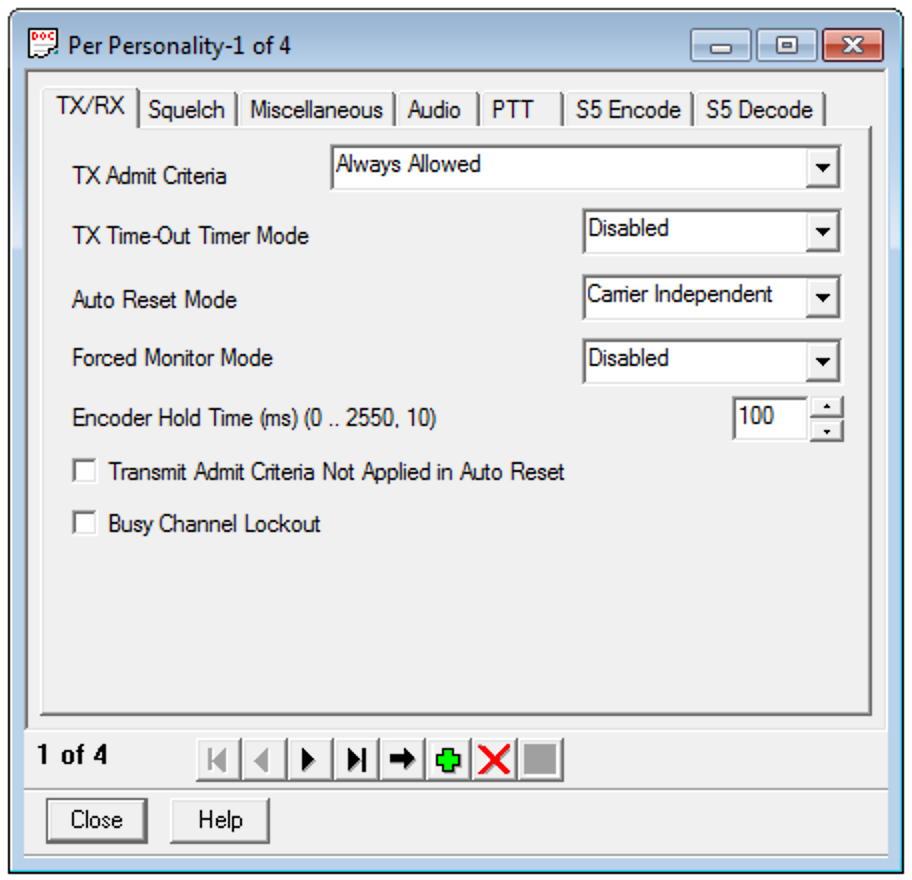 DOC
Per Personality-1 of 4
TX/RX Squelch Miscellaneous Audio PTT S5 Encode S5 Decode
TX Admit Criteria Always Allowed
TX Time-Out Timer Mode Disabled
Auto Reset Mode Carrier Independent
Forced Monitor Mode Disabled
Encoder Hold Time (ms) (0 .. 2550, 10) 100
Transmit Admit Criteria Not Applied in Auto Reset
Busy Channel Lockout
1 of 4
Close Help